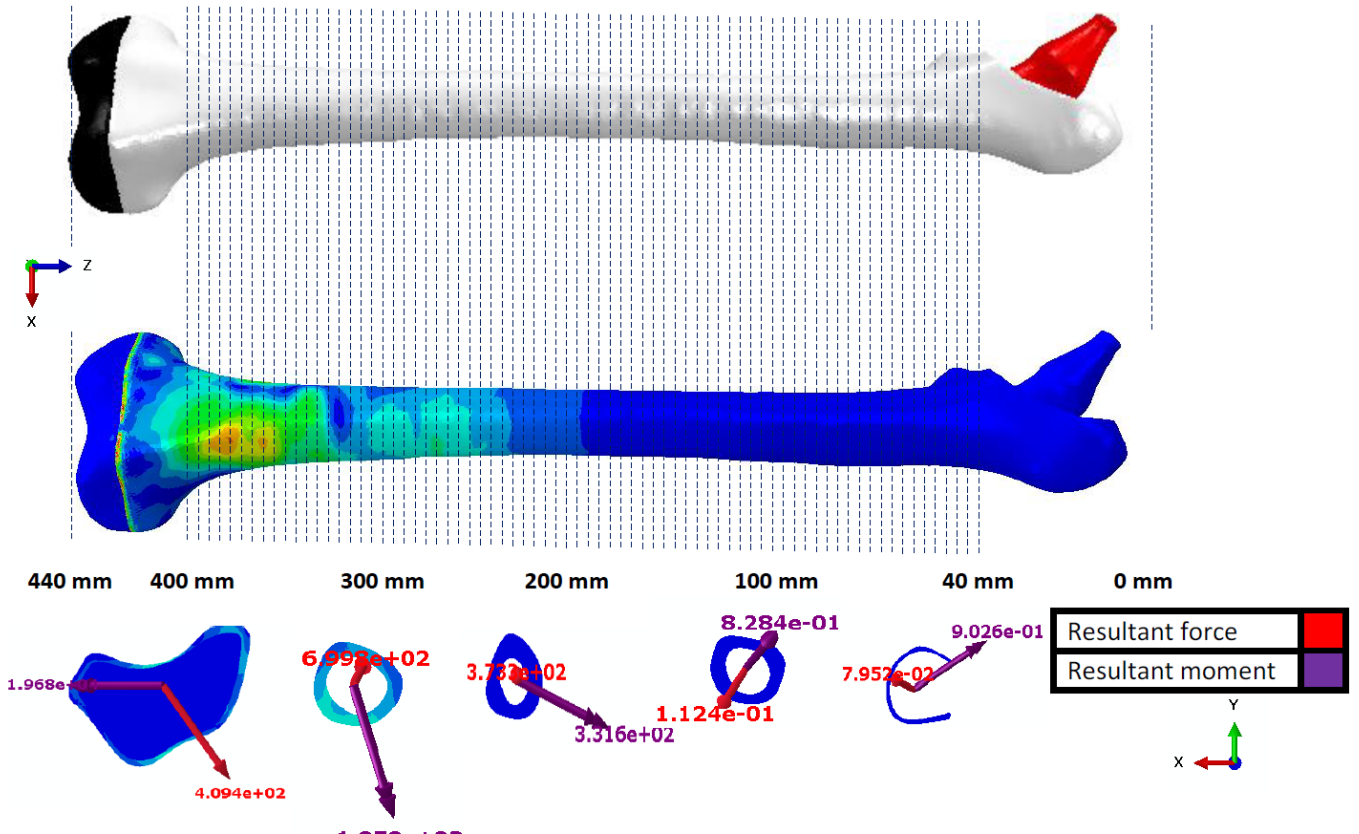 Z
X
440 mm 400 mm 300 mm 200 mm 100 mm 40 mm 0 mm
8.284e-01
9.026e-01
Resultant force
6.998e+02
3.733e+02
7.952e-02
Resultant moment
1.124e-01
3.316e+02
Y
X
4.094e+02